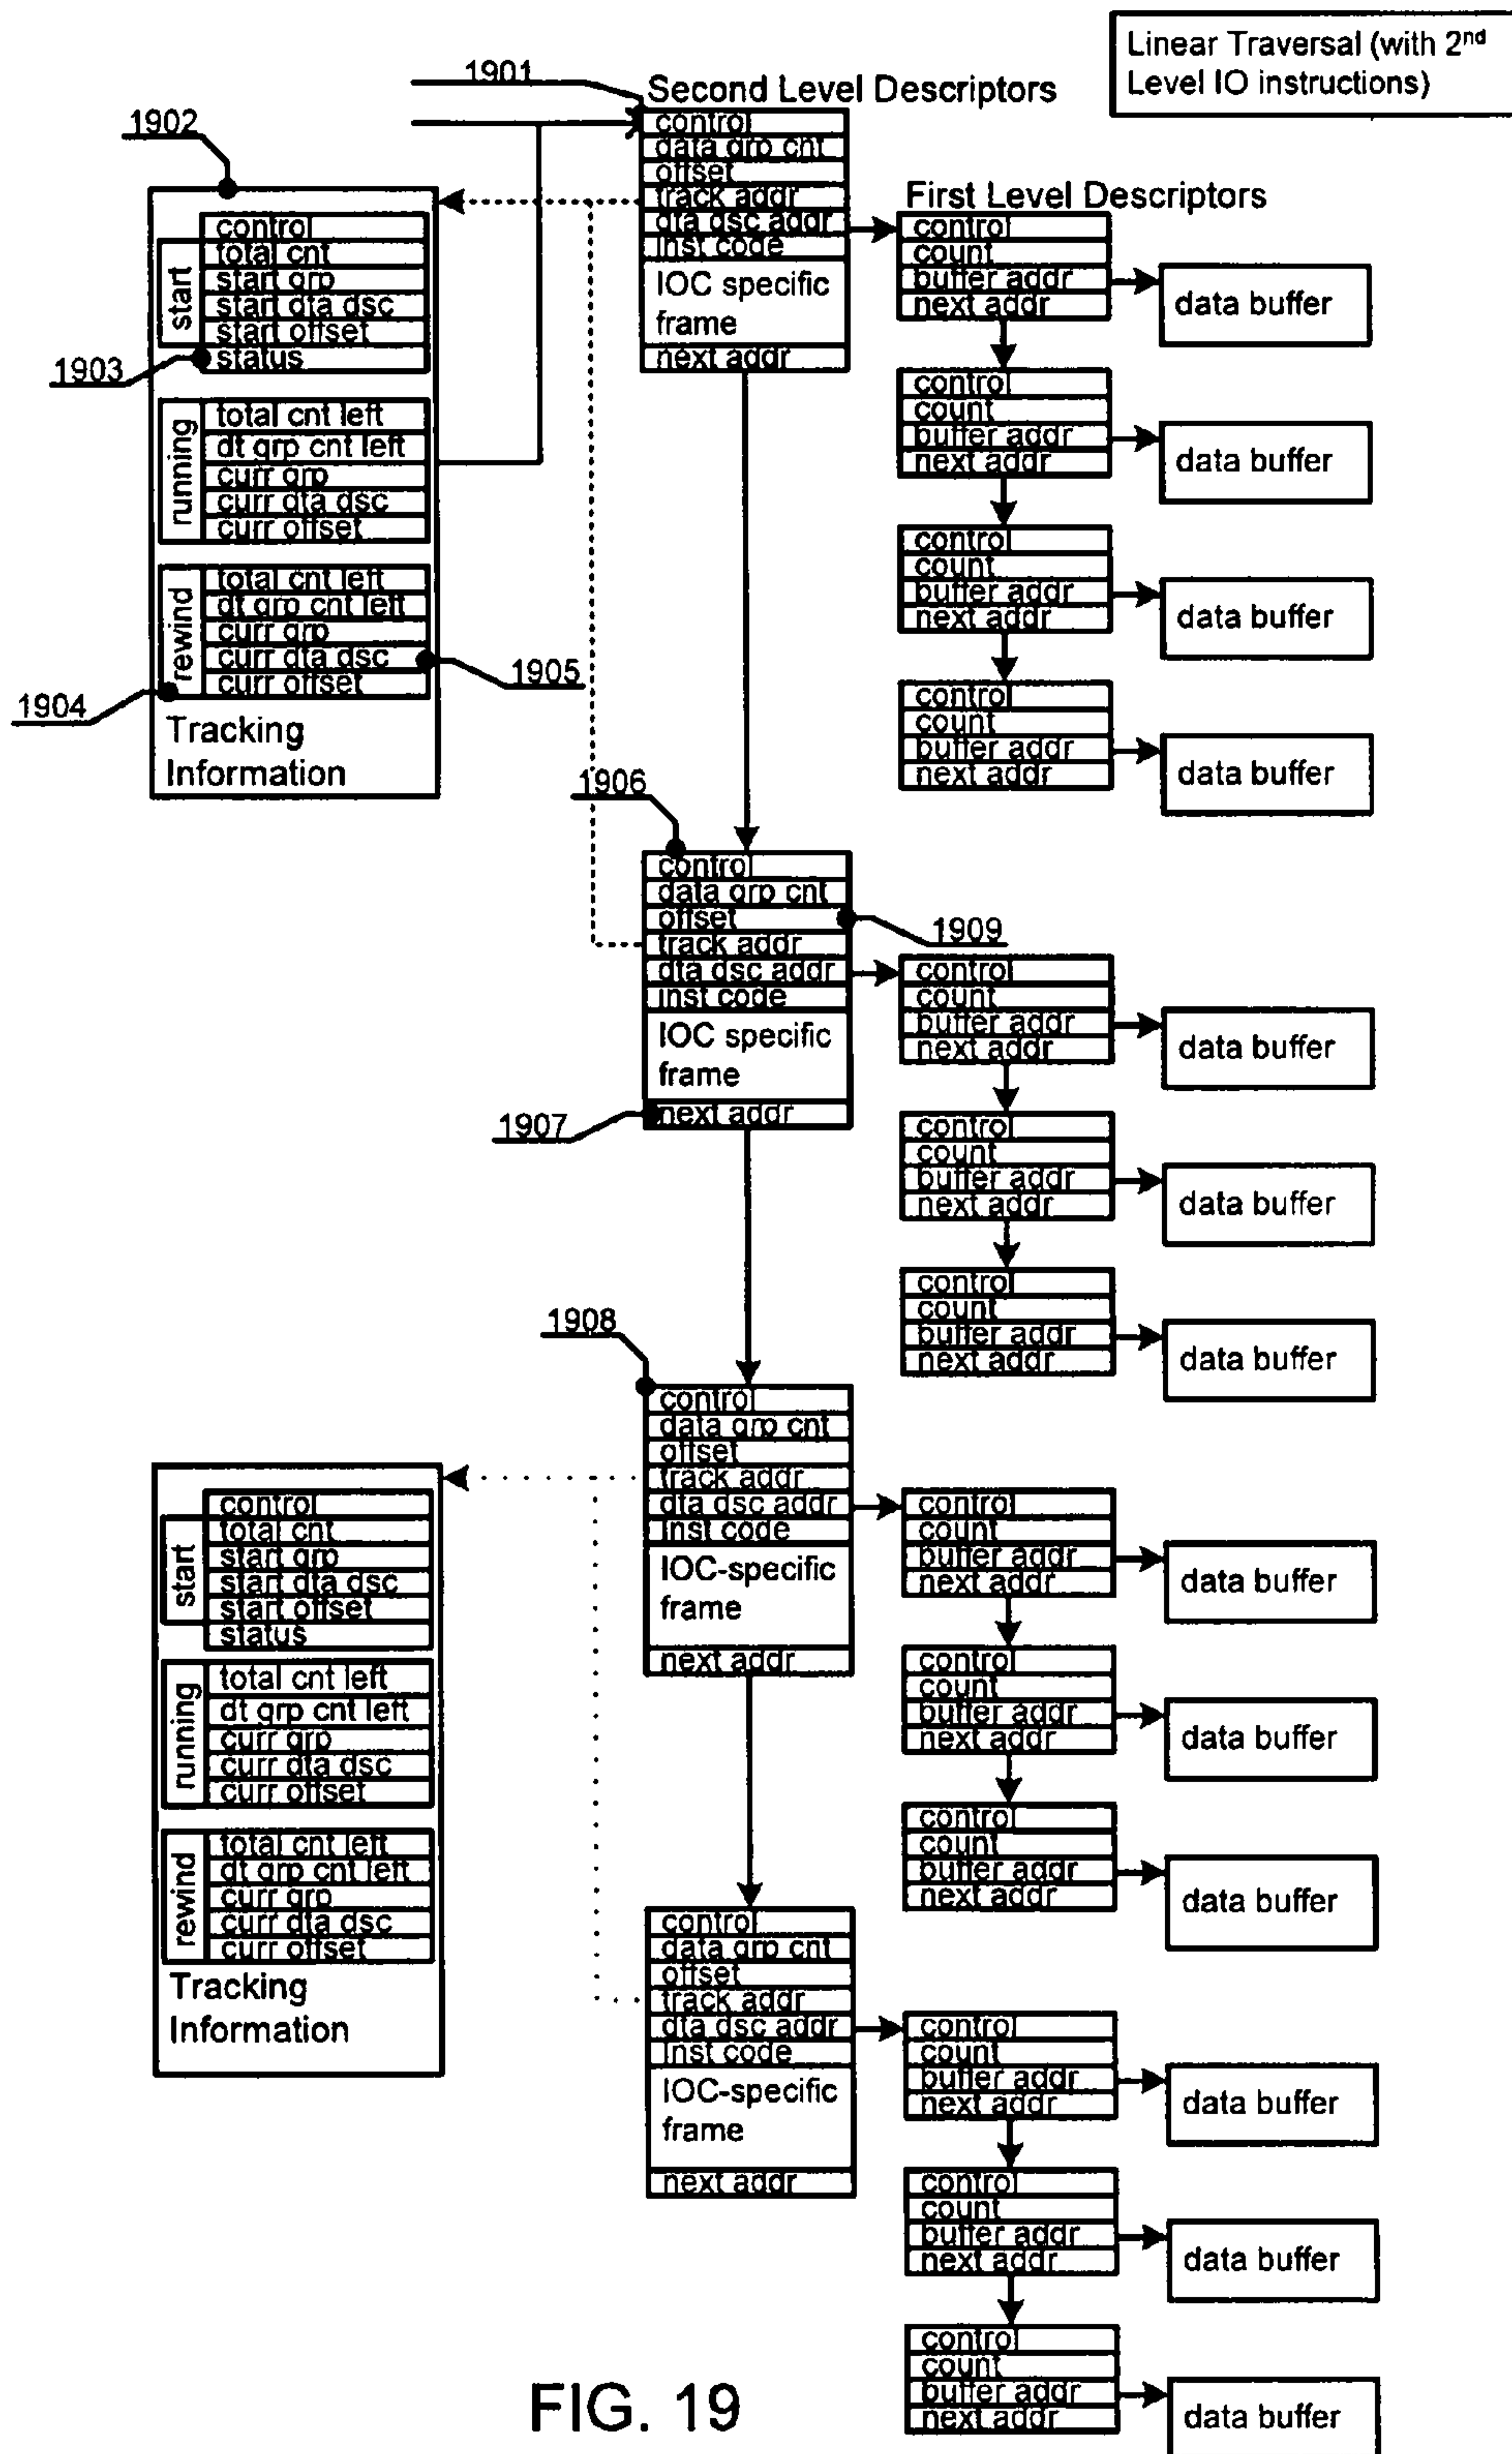 Linear Traversal (with 2nd
Level IO instructions)
1901
Second Level Descriptors
control
data grp cnt
offset
track addr
dta dsc addr
inst code
IOC specific
frame
next addr
1902
control
start
total cnt
start grp
start dta dsc
start offset
status
1903
running
total cnt left
dt grp cnt left
curr grp
curr dta dsc
curr offset
rewind
total cnt left
dt grp cnt left
curr grp
curr dta dsc
curr offset
1904
1905
Tracking
Information
First Level Descriptors
control
count
buffer addr
next addr
data buffer
control
count
buffer addr
next addr
data buffer
control
count
buffer addr
next addr
data buffer
control
count
buffer addr
next addr
data buffer
1906
control
data grp cnt
offset
1909
track addr
dta dsc addr
inst code
IOC specific
frame
1907
next addr
control
count
buffer addr
next addr
data buffer
control
count
buffer addr
next addr
data buffer
control
count
buffer addr
next addr
data buffer
1908
control
data grp cnt
offset
track addr
dta dsc addr
inst code
IOC-specific
frame
next addr
control
start
total cnt
start grp
start dta dsc
start offset
status
running
total cnt left
dt grp cnt left
curr grp
curr dta dsc
curr offset
rewind
total cnt left
dt grp cnt left
curr grp
curr dta dsc
curr offset
Tracking
Information
control
count
buffer addr
next addr
data buffer
control
count
buffer addr
next addr
data buffer
control
count
buffer addr
next addr
data buffer
control
data grp cnt
offset
track addr
dta dsc addr
inst code
IOC-specific
frame
next addr
control
count
buffer addr
next addr
data buffer
control
count
buffer addr
next addr
data buffer
control
count
buffer addr
next addr
data buffer
FIG. 19